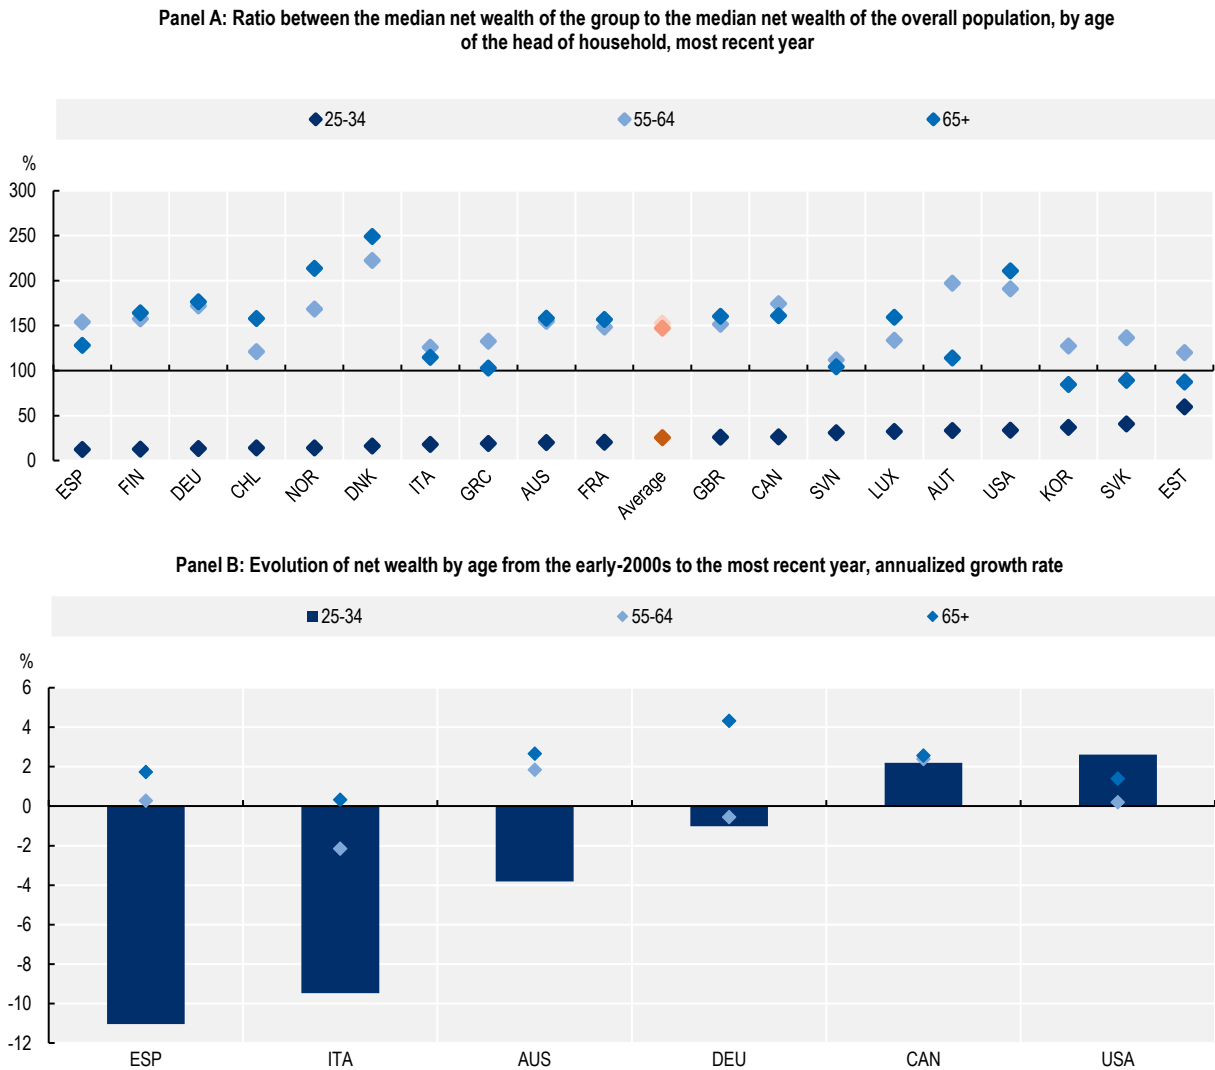 Panel A: Ratio between the median net wealth of the group to the median net wealth of the overall population, by age
of the head of household, most recent year
25-34 55-64 65+
%
300
250
200
150
100
50
0
ESP FIN DEU CHL NOR DNK ITA GRC AUS FRA Average GBR CAN SVN LUX AUT USA KOR SVK EST
Panel B: Evolution of net wealth by age from the early-2000s to the most recent year, annualized growth rate
25-34 55-64 65+
%
6
4
2
0
-2
-4
-6
-8
-10
-12
ESP ITA AUS DEU CAN USA